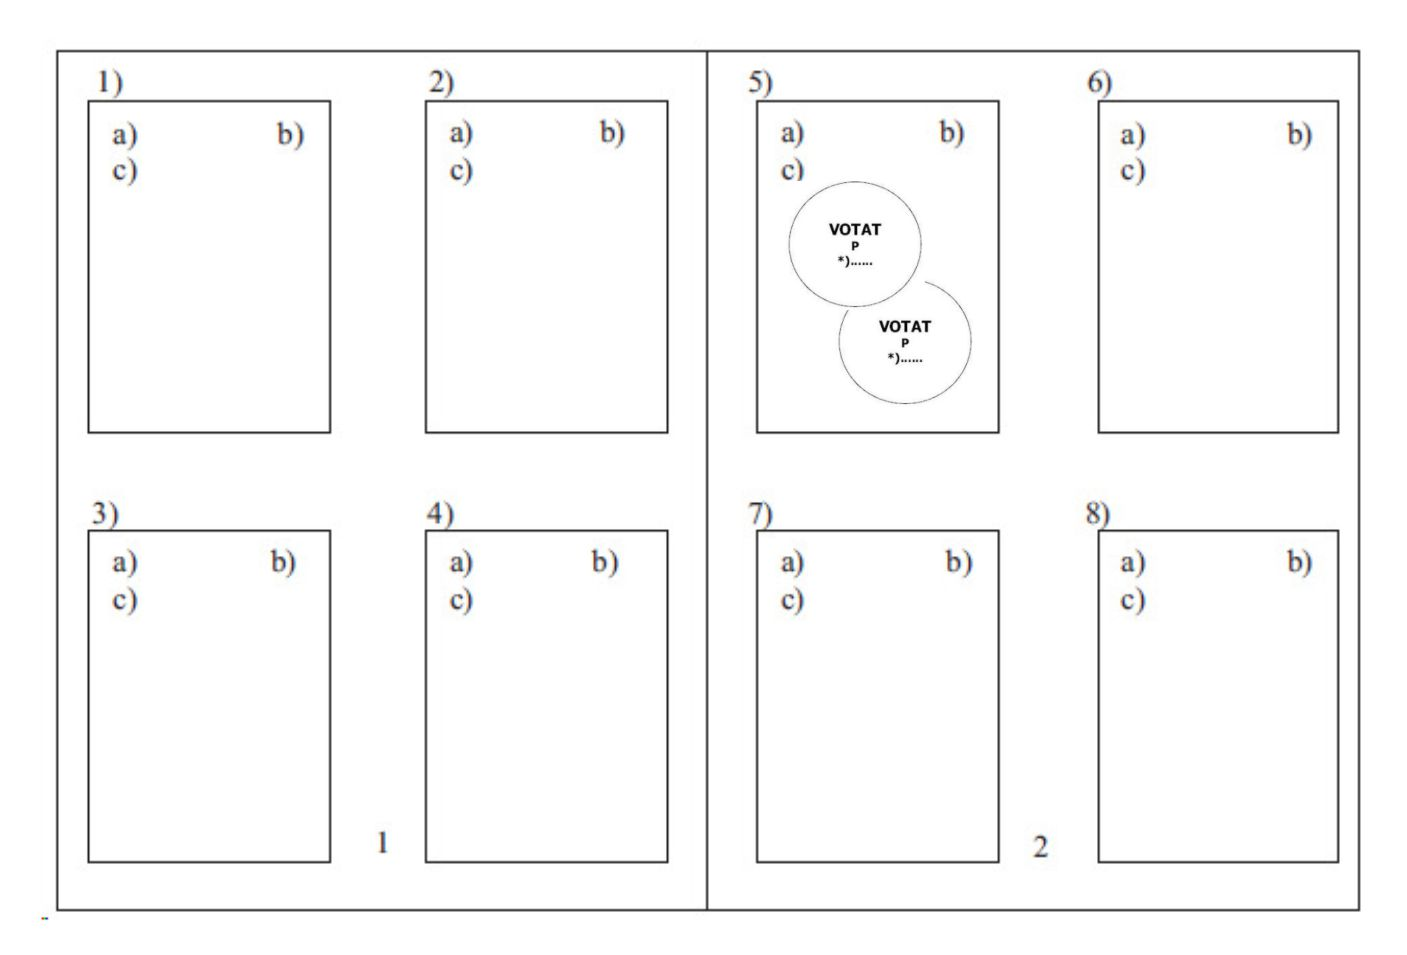 1)
a) b)
c)
2)
a) b)
c)
3)
a) b)
c)
4)
a) b)
c)
1
5)
a) b)
c)
VOTAT
P
*)......
VOTAT
P
*)......
6)
a) b)
c)
7)
a) b)
c)
8)
a) b)
c)
2